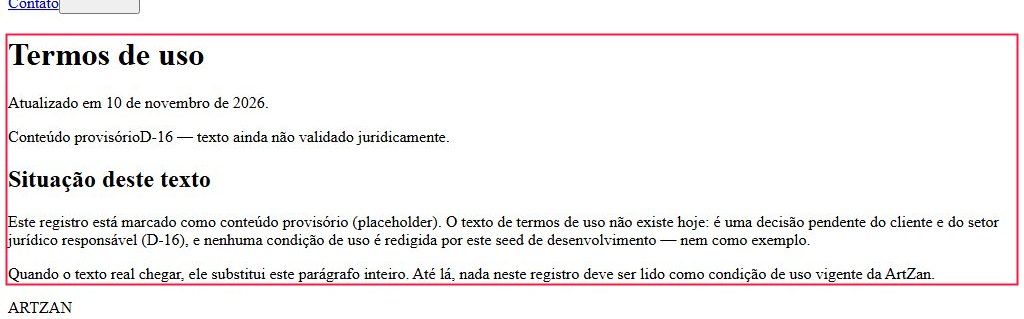 Contato
Termos de uso
Atualizado em 10 de novembro de 2026.
Conteúdo provisórioD-16 — texto ainda não validado juridicamente.
Situação deste texto
Este registro está marcado como conteúdo provisório (placeholder). O texto de termos de uso não existe hoje: é uma decisão pendente do cliente e do setor
jurídico responsável (D-16), e nenhuma condição de uso é redigida por este seed de desenvolvimento — nem como exemplo.
Quando o texto real chegar, ele substitui este parágrafo inteiro. Até lá, nada neste registro deve ser lido como condição de uso vigente da ArtZan.
ARTZAN